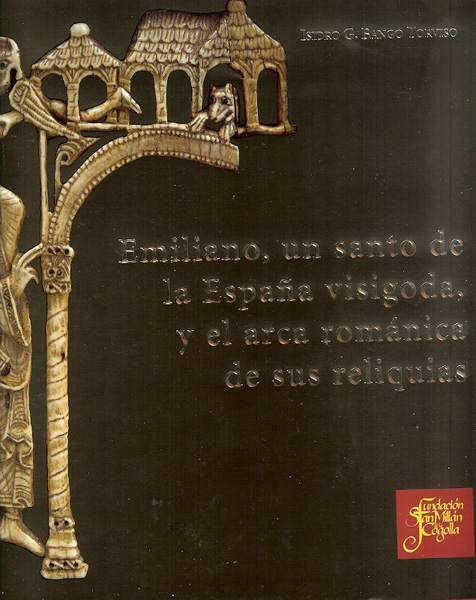 ISIDRO G. BANGO TORVISO
Emiliano, un santo de
la España visigoda,
y el arca románica
de sus reliquias
Fundación
San Millán
de la
Cogolla